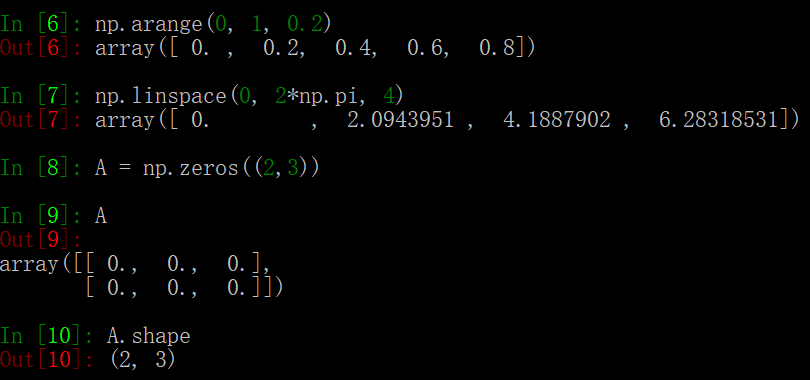 In [6]: np.arange(0, 1, 0.2)
Out[6]: array([ 0. ,  0.2,  0.4,  0.6,  0.8])
In [7]: np.linspace(0, 2*np.pi, 4)
Out[7]: array([ 0.        ,  2.0943951 ,  4.1887902 ,  6.28318531])
In [8]: A = np.zeros((2,3))
In [9]: A
Out[9]:
array([[ 0.,  0.,  0.],
       [ 0.,  0.,  0.]])
In [10]: A.shape
Out[10]: (2, 3)